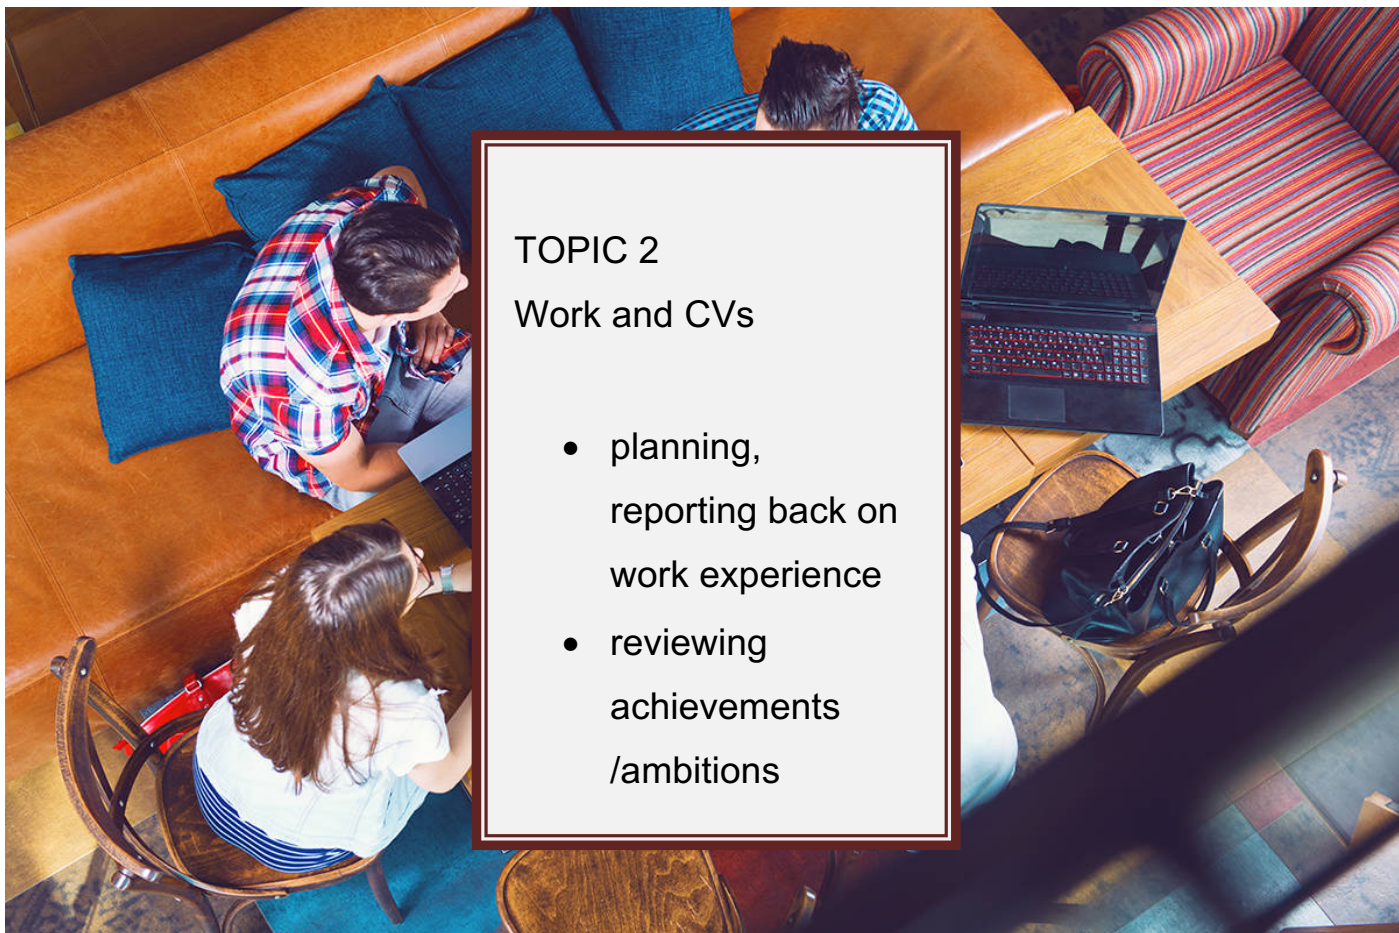 TOPIC 2
Work and CVs
• planning,
reporting back on
work experience
• reviewing
achievements
/ambitions